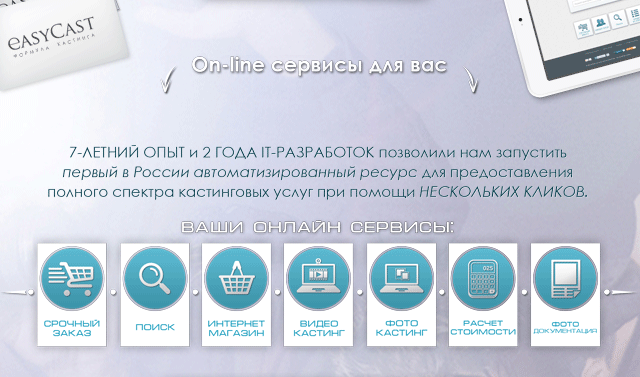 eASYCAST
ФОРМУЛА КАСТИНГА
On-line сервисы для вас
7-ЛЕТНИЙ ОПЫТ и 2 ГОДА IT-РАЗРАБОТОК позволили нам запустить
первый в России автоматизированный ресурс для предоставления
полного спектра кастинговых услуг при помощи НЕСКОЛЬКИХ КЛИКОВ.
ВАШИ ОНЛАЙН СЕРВИСЫ:
СРОЧНЫЙ
ЗАКАЗ
ПОИСК
ИНТЕРНЕТ
МАГАЗИН
ВИДЕО
КАСТИНГ
ФОТО
КАСТИНГ
025
РАСЧЕТ
СТОИМОСТИ
ФОТО
ДОКУМЕНТАЦИЯ